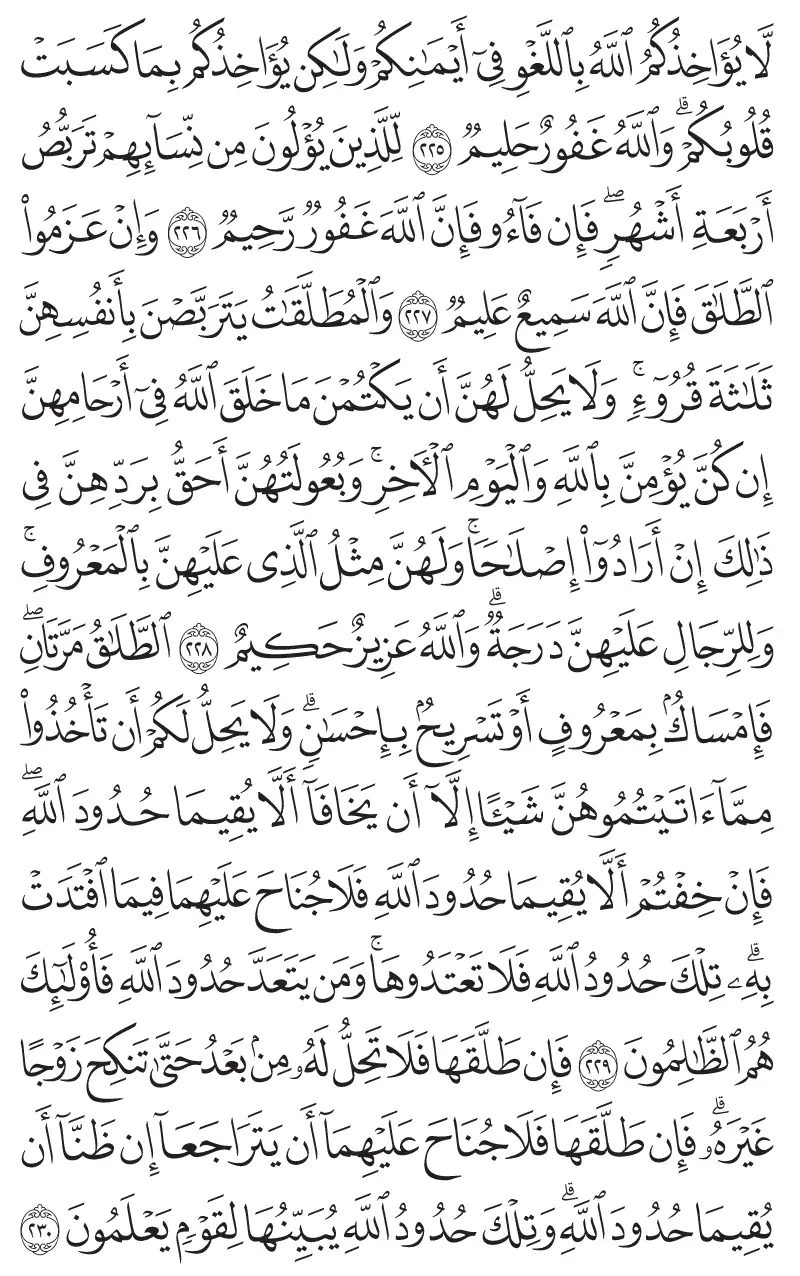 لَّا يُؤَاخِذُكُمُ ٱللَّهُ بِٱللَّغْوِ فِىٓ أَيْمَـٰنِكُمْ وَلَـٰكِن يُؤَاخِذُكُم بِمَا كَسَبَتْ
قُلُوبُكُمْ ۗ وَٱللَّهُ غَفُورٌ حَلِيمٌ ٢٢٥ لِّلَّذِينَ يُؤْلُونَ مِن نِّسَآئِهِمْ تَرَبُّصُ
أَرْبَعَةِ أَشْهُرٍ ۖ فَإِن فَآءُو فَإِنَّ ٱللَّهَ غَفُورٌ رَّحِيمٌ ٢٢٦ وَإِنْ عَزَمُوا۟
ٱلطَّلَـٰقَ فَإِنَّ ٱللَّهَ سَمِيعٌ عَلِيمٌ ٢٢٧ وَٱلْمُطَلَّقَـٰتُ يَتَرَبَّصْنَ بِأَنفُسِهِنَّ
ثَلَـٰثَةَ قُرُوٓءٍ ۚ وَلَا يَحِلُّ لَهُنَّ أَن يَكْتُمْنَ مَا خَلَقَ ٱللَّهُ فِىٓ أَرْحَامِهِنَّ
إِن كُنَّ يُؤْمِنَّ بِٱللَّهِ وَٱلْيَوْمِ ٱلْـَٔاخِرِ ۚ وَبُعُولَتُهُنَّ أَحَقُّ بِرَدِّهِنَّ فِى
ذَٰلِكَ إِنْ أَرَادُوٓا۟ إِصْلَـٰحًا ۚ وَلَهُنَّ مِثْلُ ٱلَّذِى عَلَيْهِنَّ بِٱلْمَعْرُوفِ ۚ
وَلِلرِّجَالِ عَلَيْهِنَّ دَرَجَةٌ ۗ وَٱللَّهُ عَزِيزٌ حَكِيمٌ ٢٢٨ ٱلطَّلَـٰقُ مَرَّتَانِ ۖ
فَإِمْسَاكٌۢ بِمَعْرُوفٍ أَوْ تَسْرِيحٌۢ بِإِحْسَـٰنٍ ۗ وَلَا يَحِلُّ لَكُمْ أَن تَأْخُذُوا۟
مِمَّآ ءَاتَيْتُمُوهُنَّ شَيْـًٔا إِلَّآ أَن يَخَافَآ أَلَّا يُقِيمَا حُدُودَ ٱللَّهِ ۖ
فَإِنْ خِفْتُمْ أَلَّا يُقِيمَا حُدُودَ ٱللَّهِ فَلَا جُنَاحَ عَلَيْهِمَا فِيمَا ٱفْتَدَتْ
بِهِۦ ۗ تِلْكَ حُدُودُ ٱللَّهِ فَلَا تَعْتَدُوهَا ۚ وَمَن يَتَعَدَّ حُدُودَ ٱللَّهِ فَأُو۟لَـٰٓئِكَ
هُمُ ٱلظَّـٰلِمُونَ ٢٢٩ فَإِن طَلَّقَهَا فَلَا تَحِلُّ لَهُۥ مِنۢ بَعْدُ حَتَّىٰ تَنكِحَ زَوْجًا
غَيْرَهُۥ ۗ فَإِن طَلَّقَهَا فَلَا جُنَاحَ عَلَيْهِمَآ أَن يَتَرَاجَعَآ إِن ظَنَّآ أَن
يُقِيمَا حُدُودَ ٱللَّهِ ۗ وَتِلْكَ حُدُودُ ٱللَّهِ يُبَيِّنُهَا لِقَوْمٍ يَعْلَمُونَ ٢٣٠